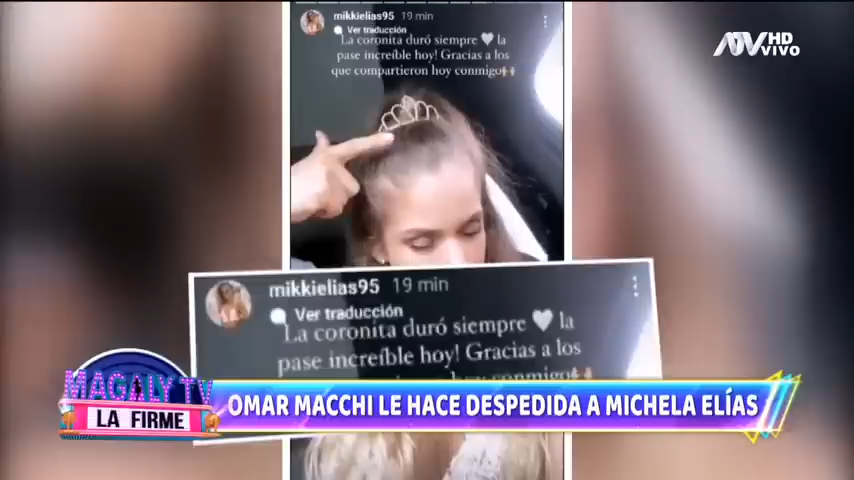 mikkielias95 19 min
Ver traducción
La coronita duró siempre 🤍 la
pase increíble hoy! Gracias a los
que compartieron hoy conmigo
ATV HD
VIVO
mikkielias95 19 min
Ver traducción
La coronita duró siempre 🤍 la
pase increíble hoy! Gracias a los
hoy conmigo
MAGALY TV
LA FIRME
OMAR MACCHI LE HACE DESPEDIDA A MICHELA ELÍAS